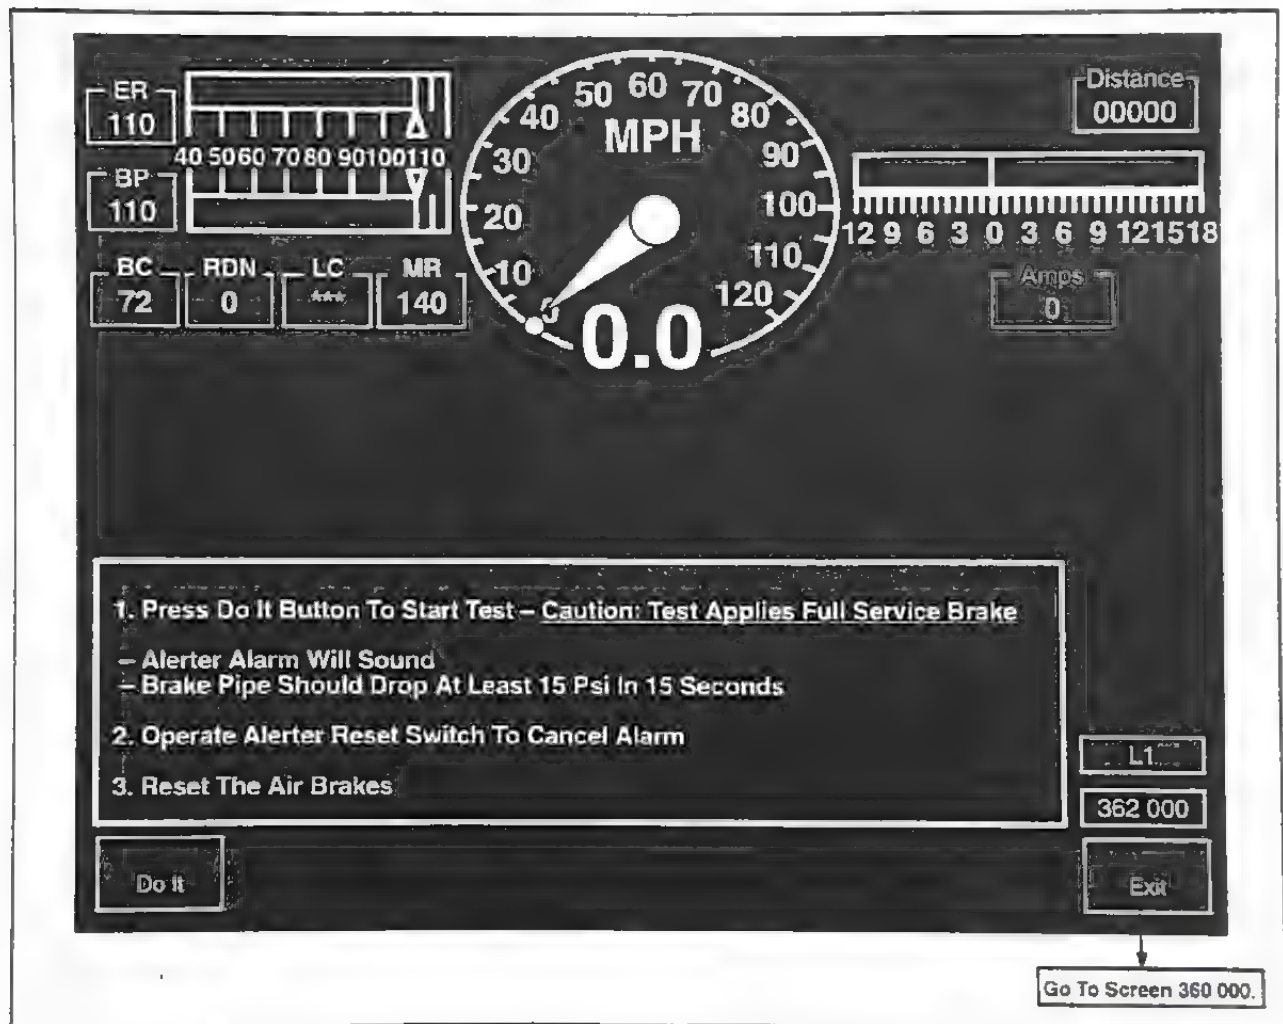 ER
110
40 50 60 70 80 90 100 110
BP
110
BC
72
RDN
0
LC
***
MR
140
0 10 20 30 40 50 60 70 80 90 100 110 120
MPH
0.0
Distance
00000
12 9 6 3 0 3 6 9 12 15 18
Amps
0
1. Press Do It Button To Start Test – Caution: Test Applies Full Service Brake
– Alerter Alarm Will Sound
– Brake Pipe Should Drop At Least 15 Psi In 15 Seconds
2. Operate Alerter Reset Switch To Cancel Alarm
3. Reset The Air Brakes
L1
362 000
Do It
Exit
Go To Screen 360 000.